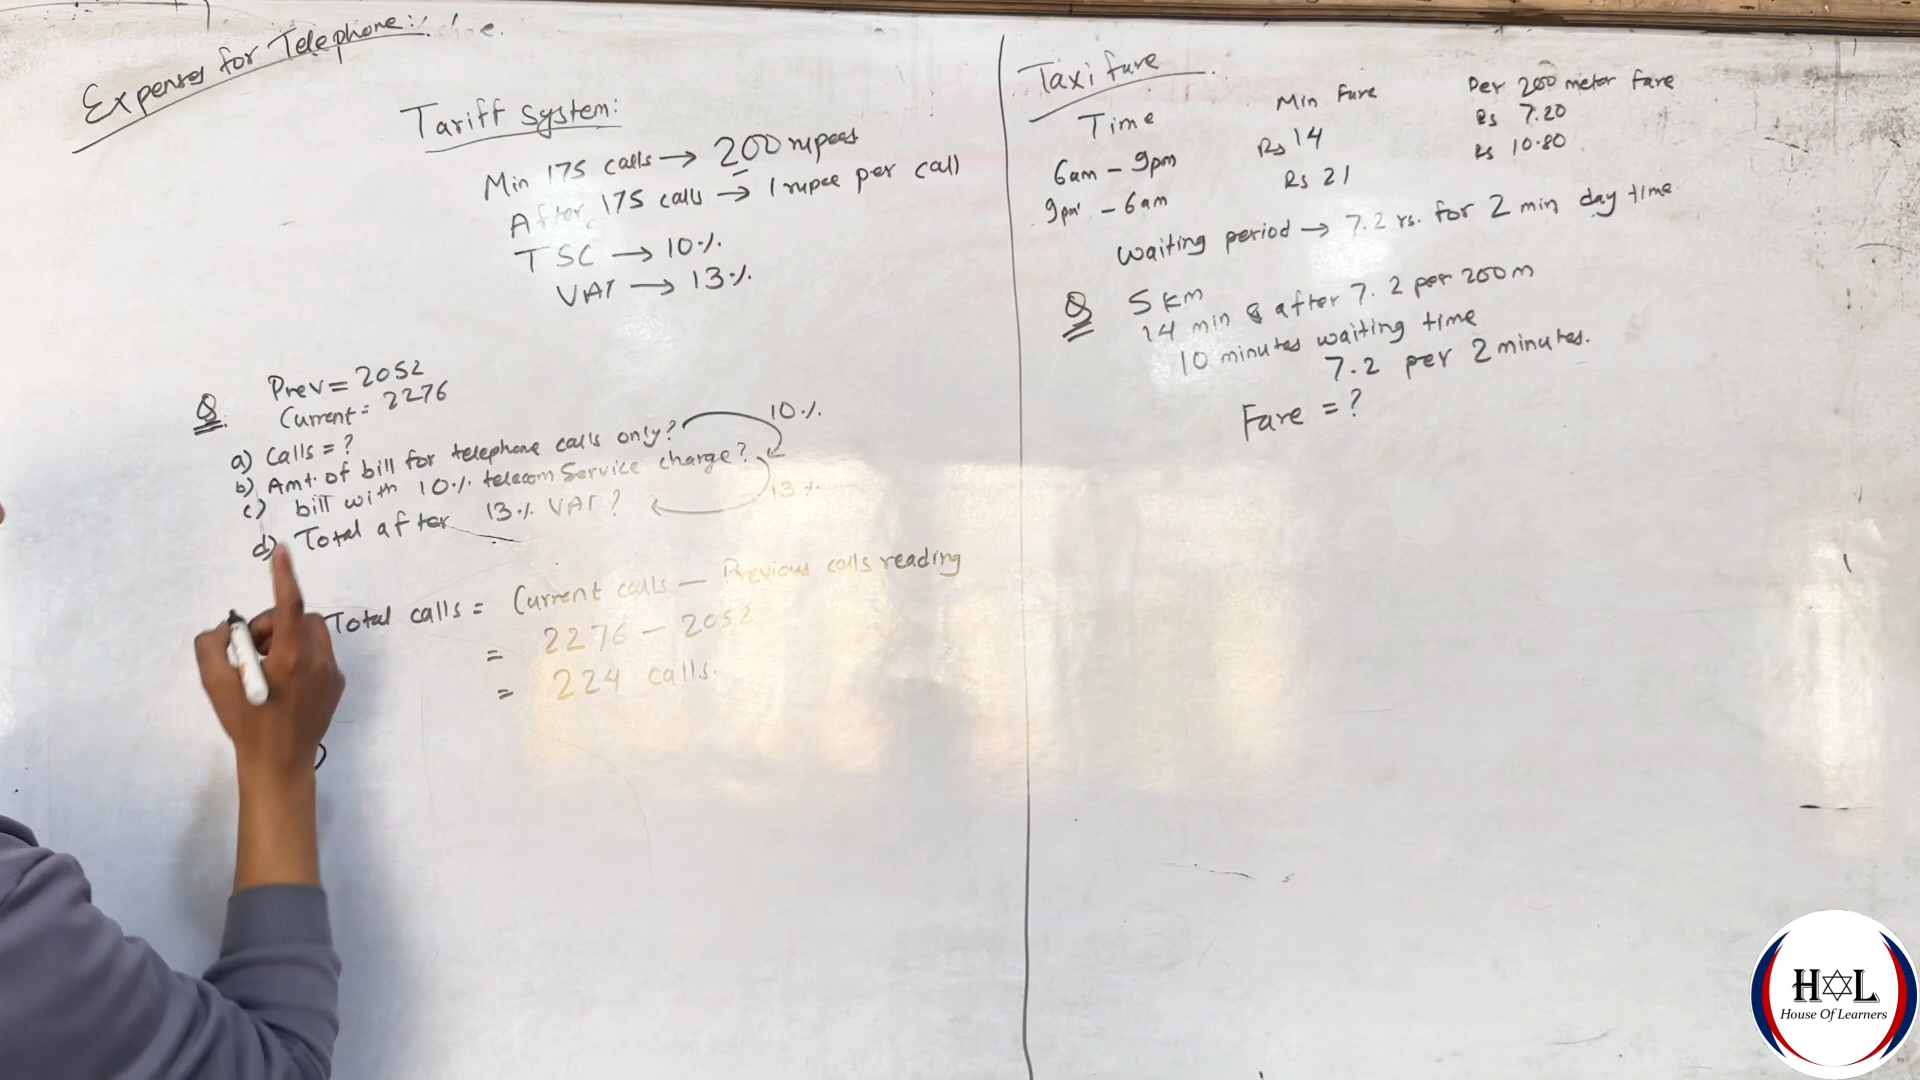 Expenses for Telephone:
Tariff system:
Min 175 calls → 200 rupees
After 175 calls → 1 rupee per call
TSC → 10%
VAT → 13%
Q. Prev = 2052
Current = 2276
a) Calls = ?
b) Amt. of bill for telephone calls only? 10%
c) bill with 10% telecom Service charge?
d) Total after 13% VAT? 13%
Total calls = Current calls — Previous calls reading
= 2276 — 2052
= 224 calls.
Taxi fare
Time Min Fare Per 200 meter fare
6am - 9pm Rs 14 Rs 7.20
9pm - 6am Rs 21 Rs 10.80
Waiting period → 7.2 rs. for 2 min day time
Q 5 km
14 min & after 7.2 per 200m
10 minutes waiting time
7.2 per 2 minutes.
Fare = ?
H L
House Of Learners